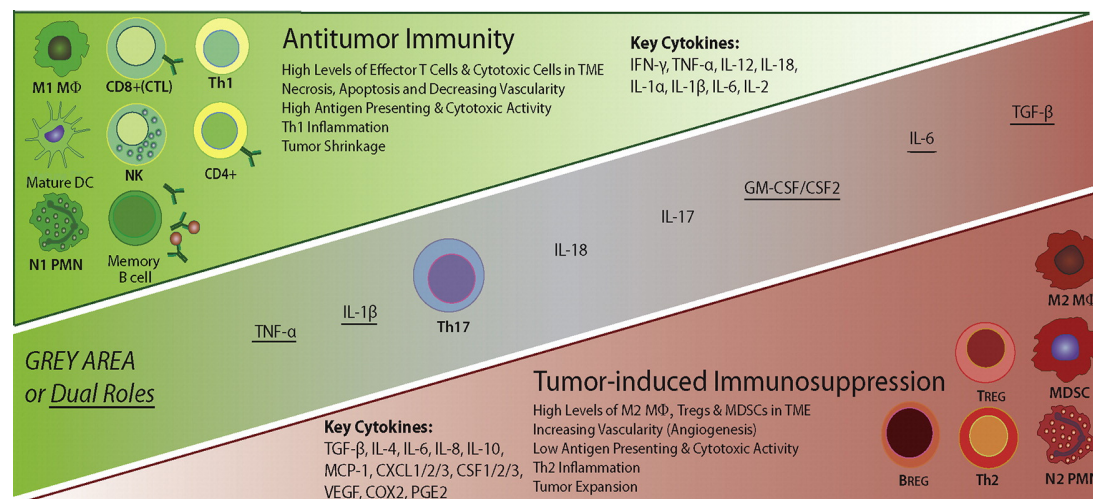 Antitumor Immunity
High Levels of Effector T Cells & Cytotoxic Cells in TME
Necrosis, Apoptosis and Decreasing Vascularity
High Antigen Presenting & Cytotoxic Activity
Th1 Inflammation
Tumor Shrinkage
Key Cytokines:
IFN-γ, TNF-α, IL-12, IL-18,
IL-1α, IL-1β, IL-6, IL-2
M1 MΦ
CD8+(CTL)
Th1
Mature DC
NK
CD4+
N1 PMN
Memory
B cell
TGF-β
IL-6
GM-CSF/CSF2
IL-17
IL-18
Th17
IL-1β
TNF-α
GREY AREA
or Dual Roles
Tumor-induced Immunosuppression
High Levels of M2 MΦ, Tregs & MDSCs in TME
Increasing Vascularity (Angiogenesis)
Low Antigen Presenting & Cytotoxic Activity
Th2 Inflammation
Tumor Expansion
Key Cytokines:
TGF-β, IL-4, IL-6, IL-8, IL-10,
MCP-1, CXCL1/2/3, CSF1/2/3,
VEGF, COX2, PGE2
M2 MΦ
TREG
MDSC
BREG
Th2
N2 PMN